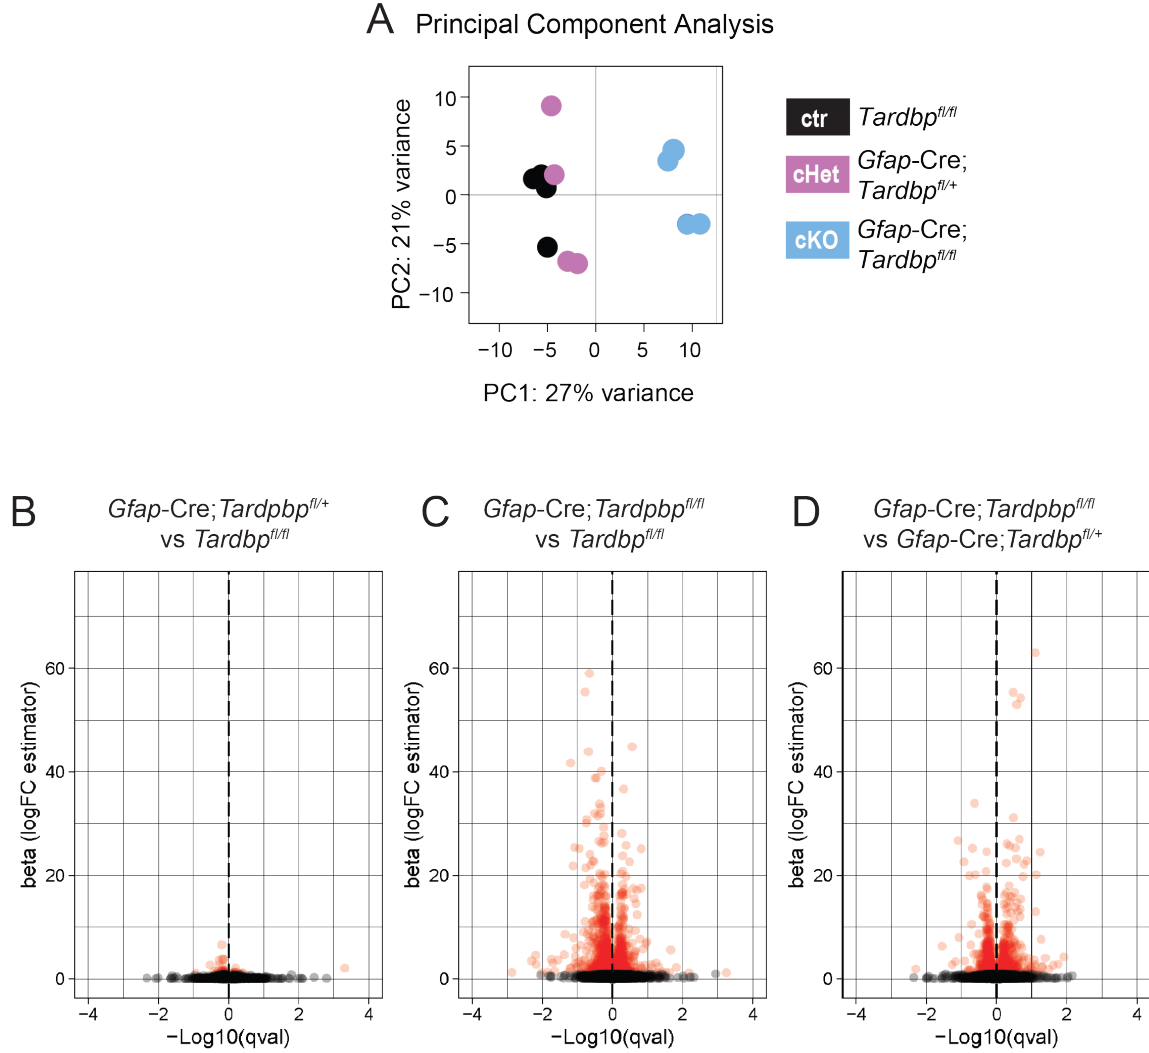 A Principal Component Analysis
PC2: 21% variance
10
5
0
−5
−10
−10 −5 0 5 10
PC1: 27% variance
ctr Tardbpfl/fl
cHet Gfap-Cre;
Tardbpfl/+
cKO Gfap-Cre;
Tardbpfl/fl
B Gfap-Cre;Tardpbpfl/+
vs Tardbpfl/fl
beta (logFC estimator)
60
40
20
0
−4 −2 0 2 4
−Log10(qval)
C Gfap-Cre;Tardpbpfl/fl
vs Tardbpfl/fl
beta (logFC estimator)
60
40
20
0
−4 −2 0 2 4
−Log10(qval)
D Gfap-Cre;Tardpbpfl/fl
vs Gfap-Cre;Tardbpfl/+
beta (logFC estimator)
60
40
20
0
−4 −2 0 2 4
−Log10(qval)